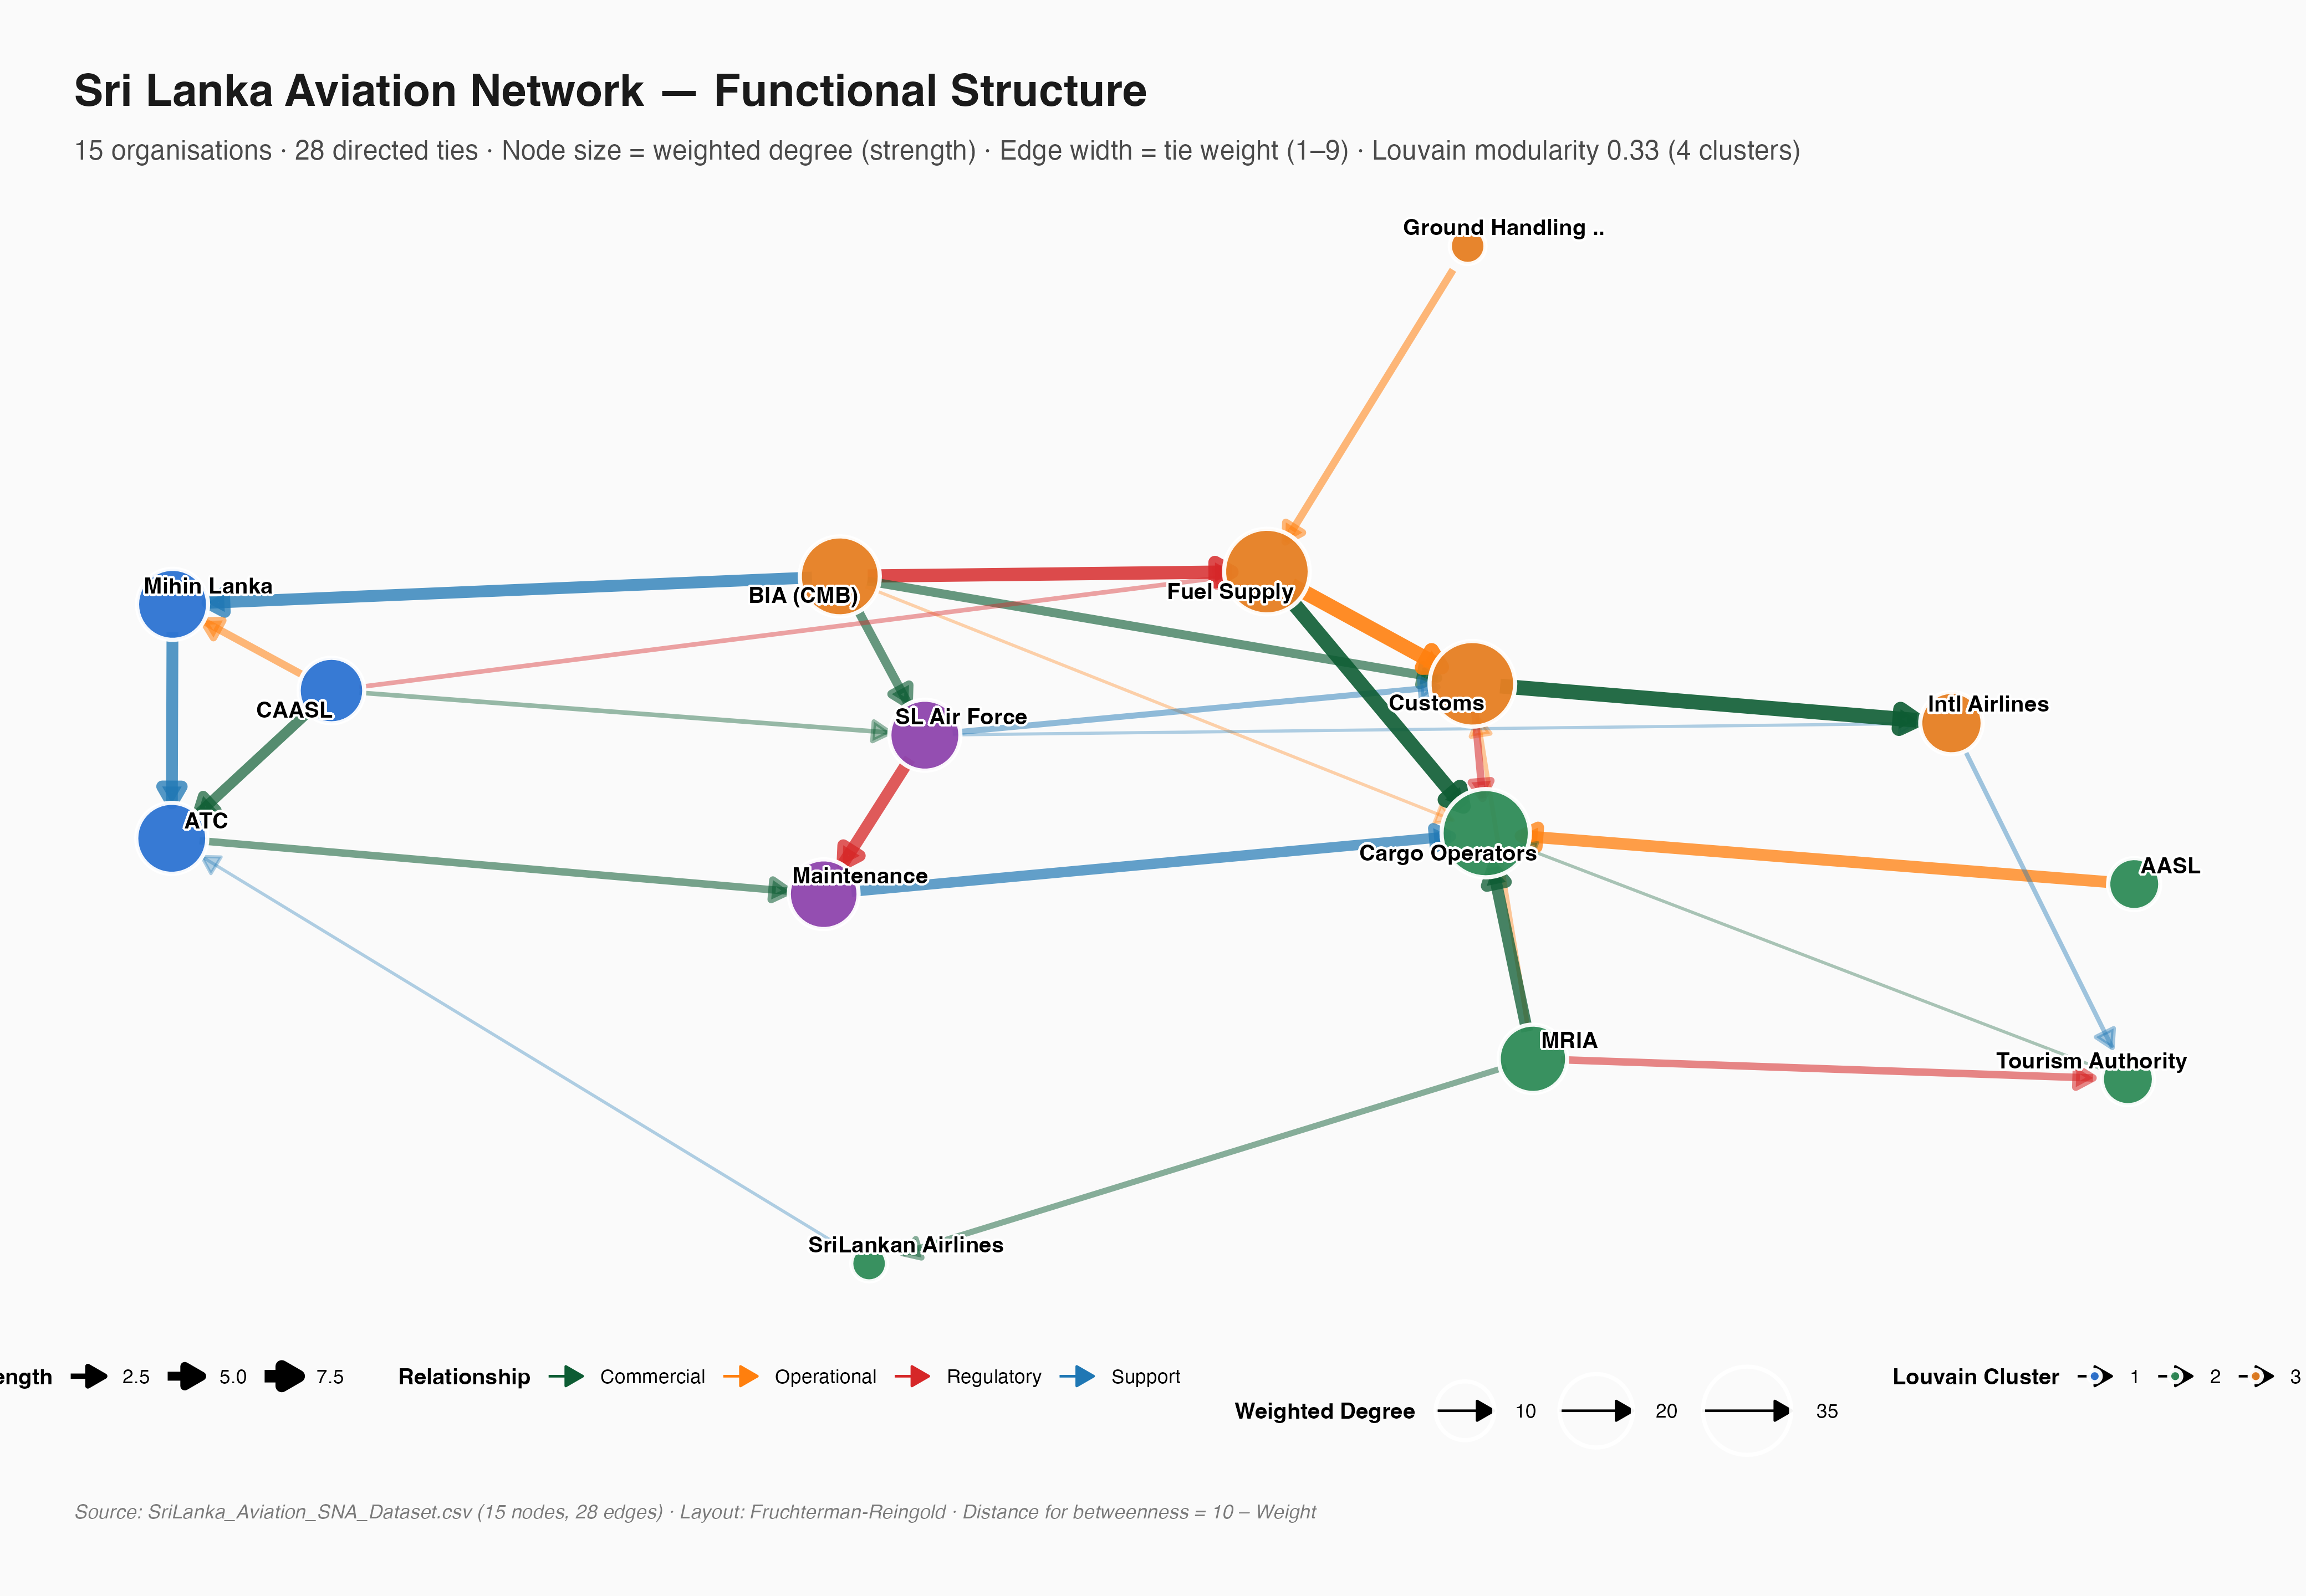 Sri Lanka Aviation Network — Functional Structure
15 organisations · 28 directed ties · Node size = weighted degree (strength) · Edge width = tie weight (1–9) · Louvain modularity 0.33 (4 clusters)
Ground Handling ..
Mihin Lanka
BIA (CMB)
Fuel Supply
CAASL
SL Air Force
Customs
Intl Airlines
ATC
Maintenance
Cargo Operators
AASL
MRIA
Tourism Authority
SriLankan Airlines
ength 2.5 5.0 7.5 Relationship Commercial Operational Regulatory Support
Weighted Degree 10 20 35
Louvain Cluster 1 2 3
Source: SriLanka_Aviation_SNA_Dataset.csv (15 nodes, 28 edges) · Layout: Fruchterman-Reingold · Distance for betweenness = 10 – Weight